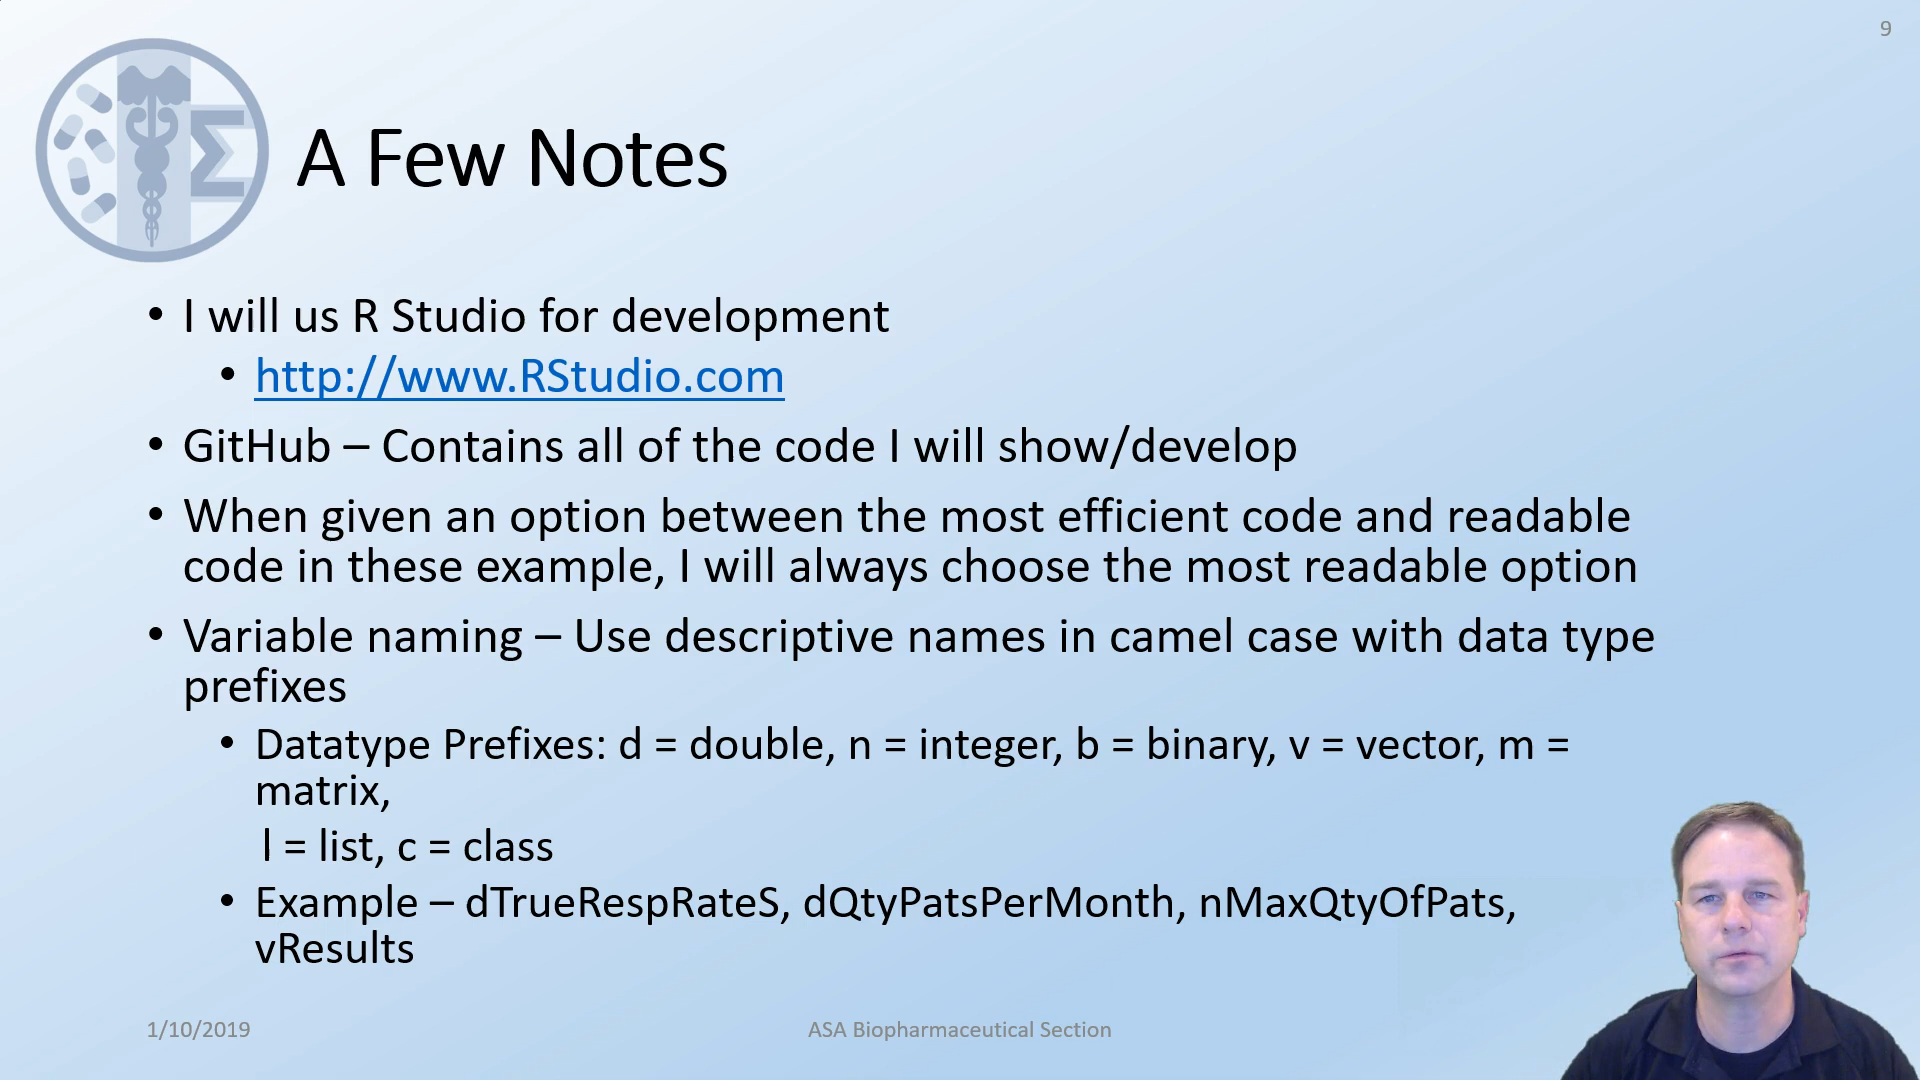 9
A Few Notes
• I will us R Studio for development
• http://www.RStudio.com
• GitHub – Contains all of the code I will show/develop
• When given an option between the most efficient code and readable
code in these example, I will always choose the most readable option
• Variable naming – Use descriptive names in camel case with data type
prefixes
• Datatype Prefixes: d = double, n = integer, b = binary, v = vector, m =
matrix,
l = list, c = class
• Example – dTrueRespRateS, dQtyPatsPerMonth, nMaxQtyOfPats,
vResults
1/10/2019
ASA Biopharmaceutical Section